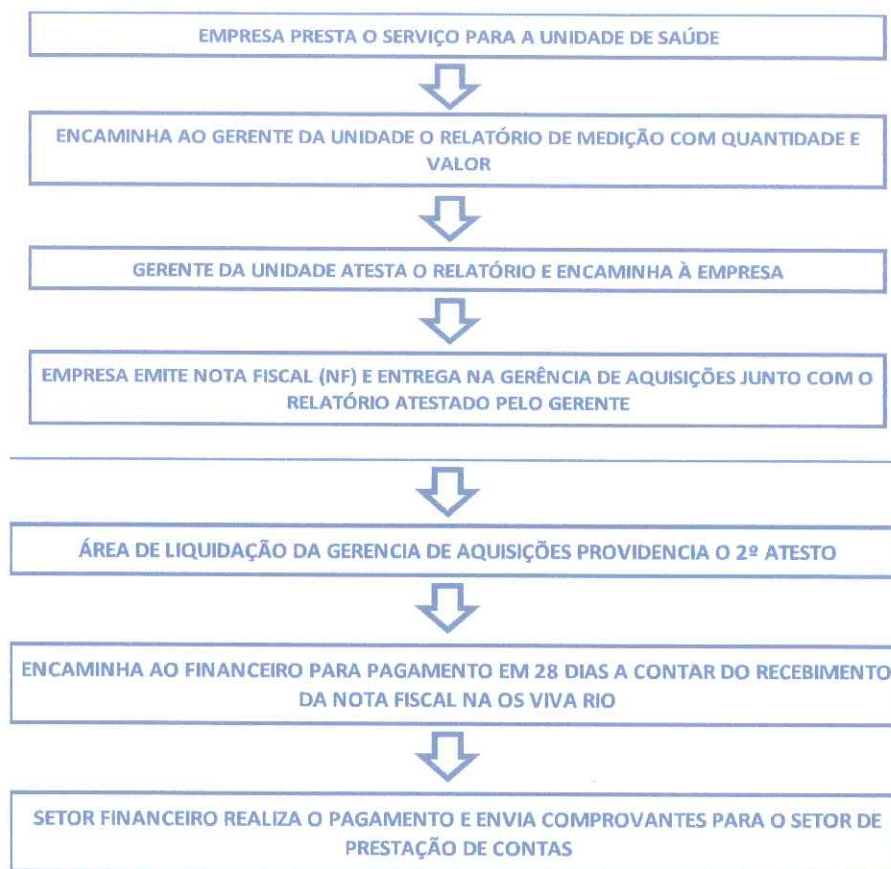 EMPRESA PRESTA O SERVIÇO PARA A UNIDADE DE SAÚDE
ENCAMINHA AO GERENTE DA UNIDADE O RELATÓRIO DE MEDIÇÃO COM QUANTIDADE E
VALOR
GERENTE DA UNIDADE ATESTA O RELATÓRIO E ENCAMINHA À EMPRESA
EMPRESA EMITE NOTA FISCAL (NF) E ENTREGA NA GERÊNCIA DE AQUISIÇÕES JUNTO COM O
RELATÓRIO ATESTADO PELO GERENTE
ÁREA DE LIQUIDAÇÃO DA GERENCIA DE AQUISIÇÕES PROVIDENCIA O 2º ATESTO
ENCAMINHA AO FINANCEIRO PARA PAGAMENTO EM 28 DIAS A CONTAR DO RECEBIMENTO
DA NOTA FISCAL NA OS VIVA RIO
SETOR FINANCEIRO REALIZA O PAGAMENTO E ENVIA COMPROVANTES PARA O SETOR DE
PRESTAÇÃO DE CONTAS